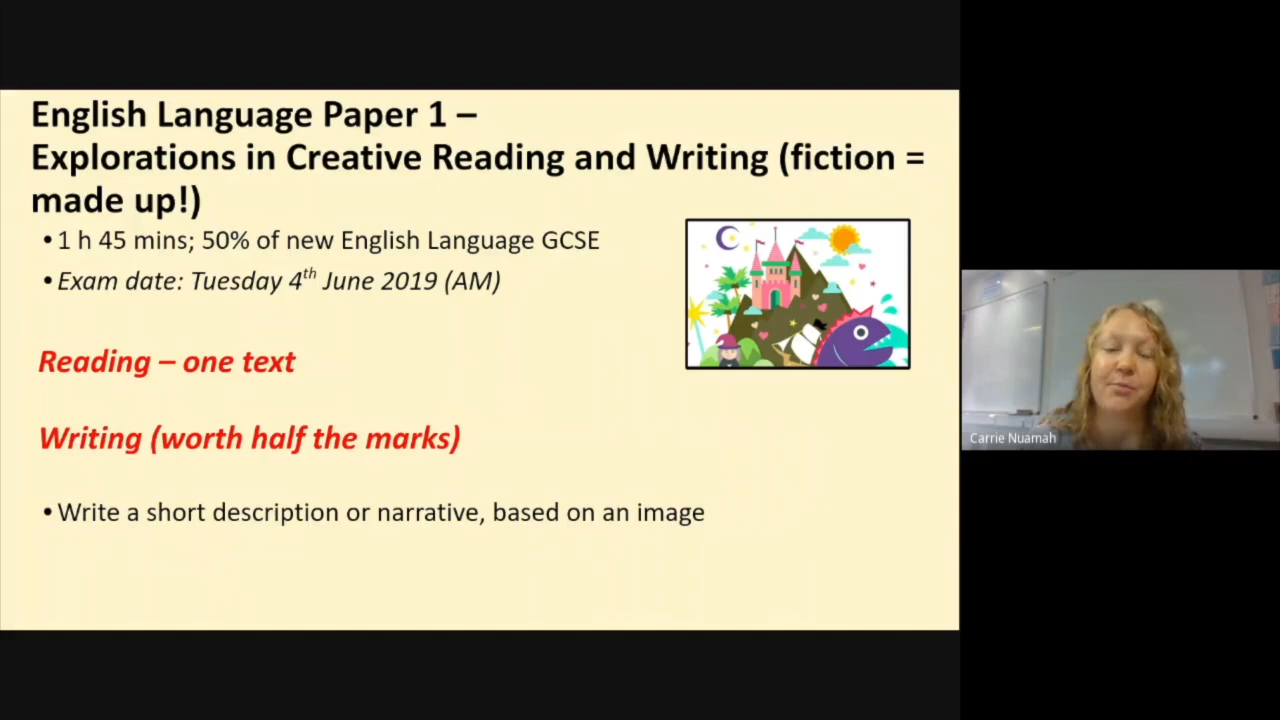 English Language Paper 1 –
Explorations in Creative Reading and Writing (fiction =
made up!)
• 1 h 45 mins; 50% of new English Language GCSE
• Exam date: Tuesday 4th June 2019 (AM)
Reading – one text
Writing (worth half the marks)
• Write a short description or narrative, based on an image
Carrie Nuamah